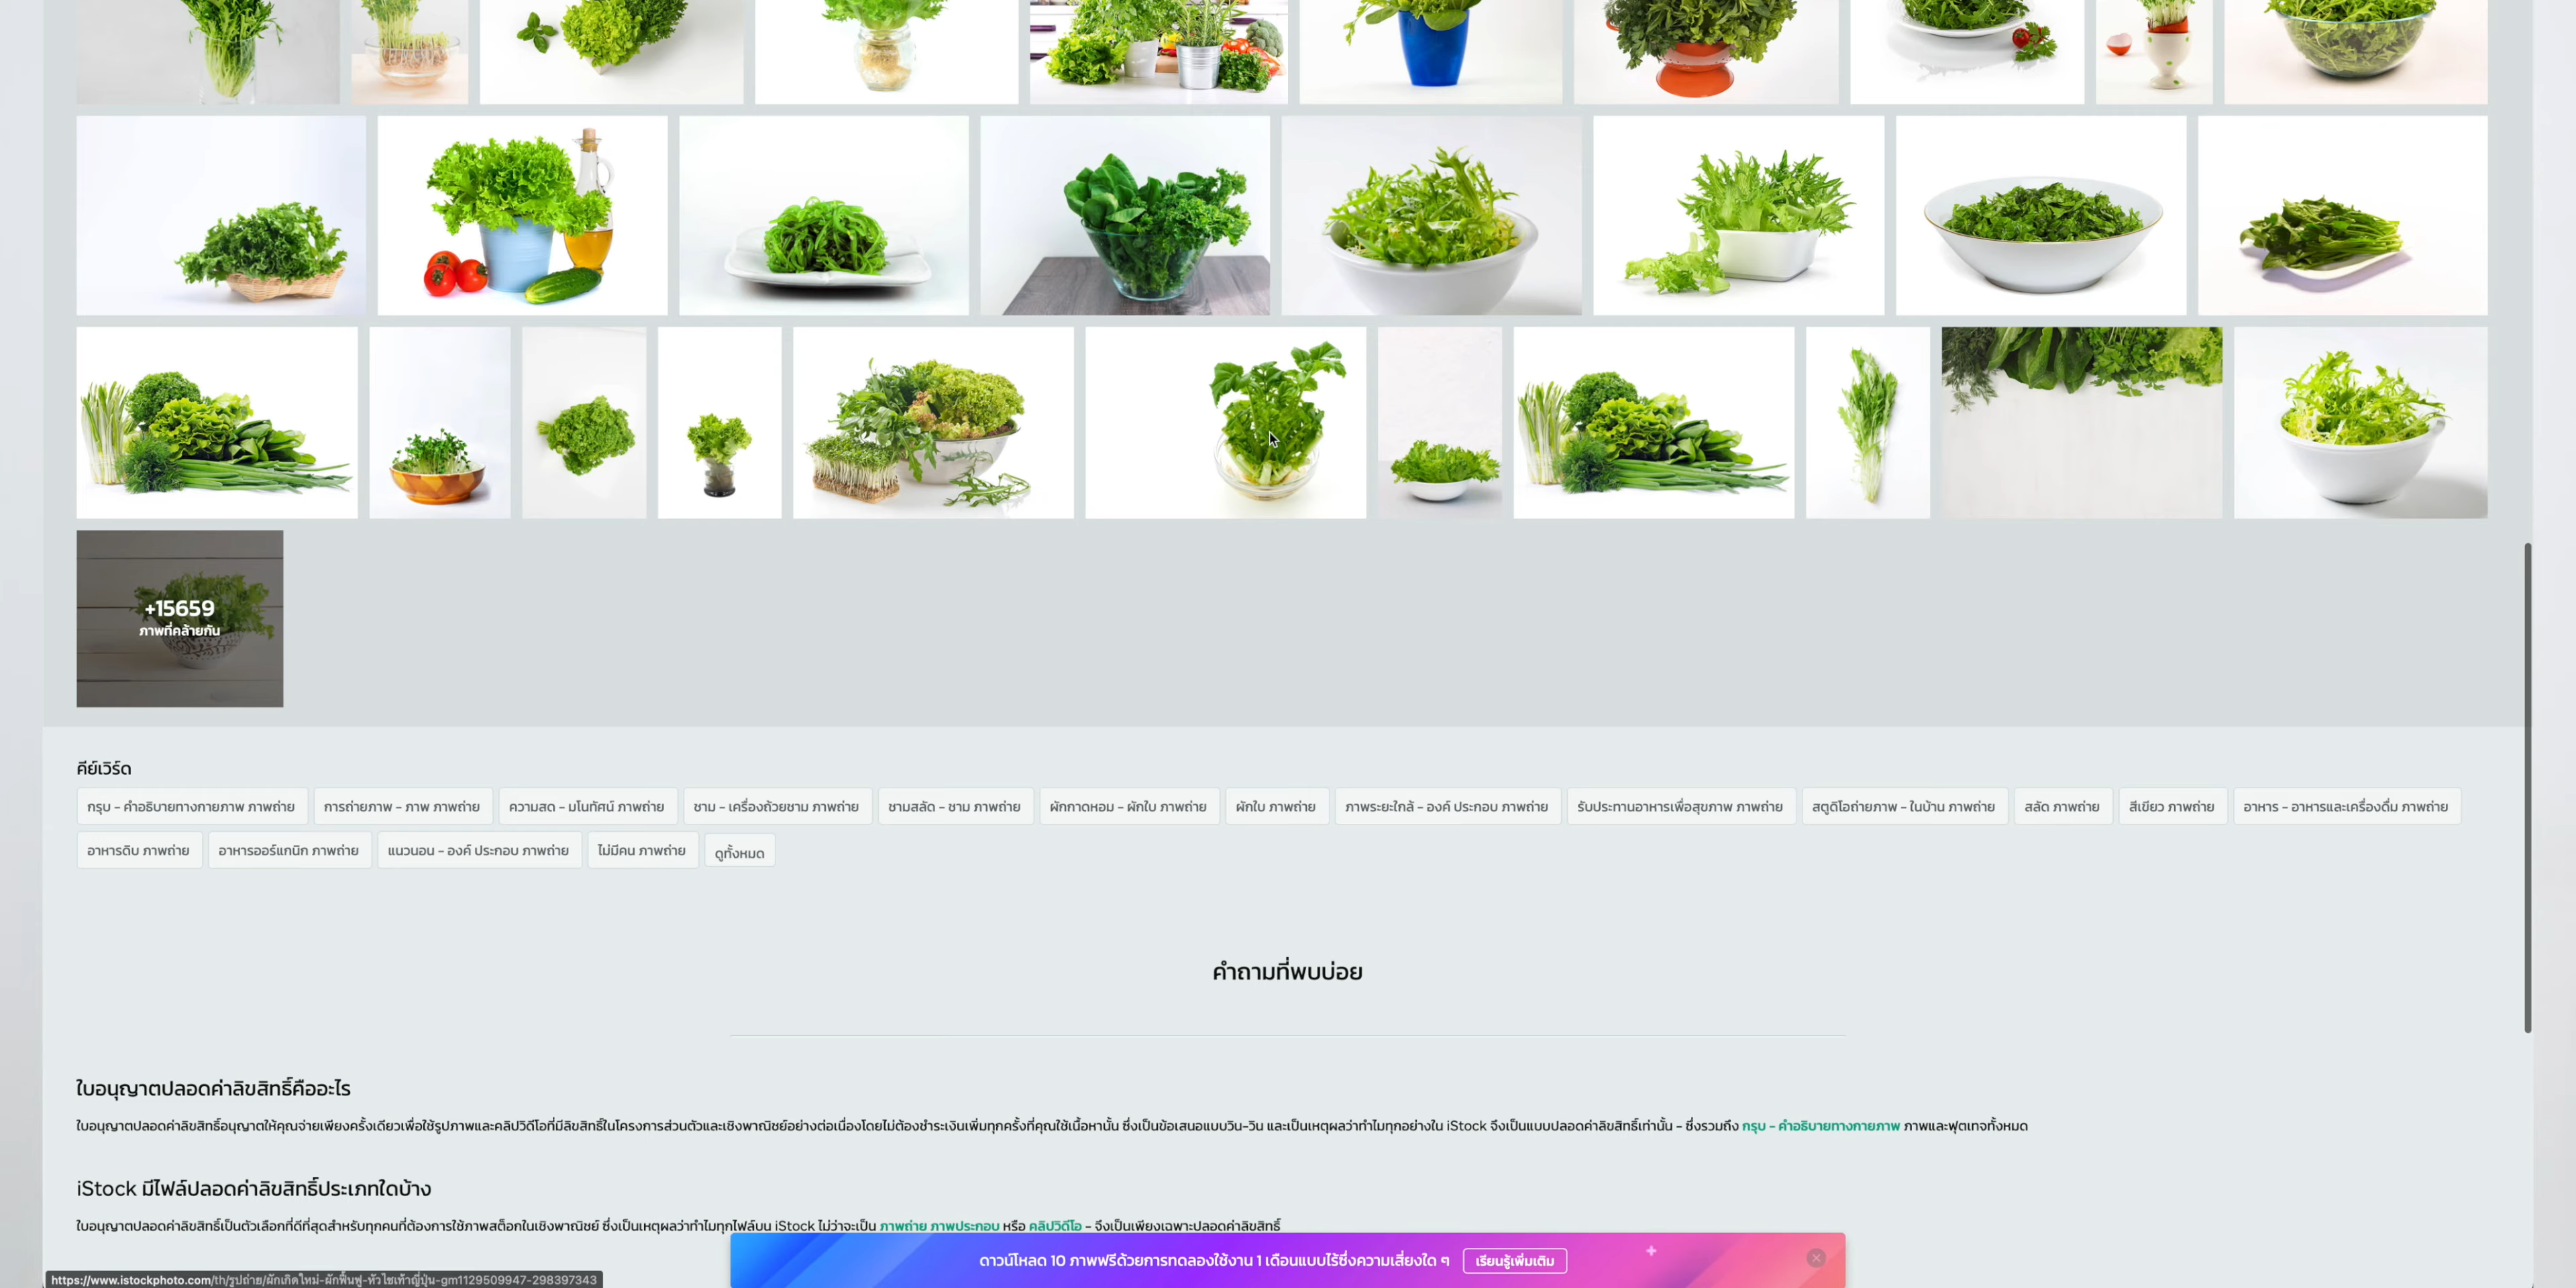 +15659
ภาพที่คล้ายกัน
คีย์เวิร์ด
กรุบ - คำอธิบายทางกายภาพ ภาพถ่าย
การถ่ายภาพ - ภาพ ภาพถ่าย
ความสด - มโนทัศน์ ภาพถ่าย
ชาม - เครื่องถ้วยชาม ภาพถ่าย
ชามสลัด - ชาม ภาพถ่าย
ผักกาดหอม - ผักใบ ภาพถ่าย
ผักใบ ภาพถ่าย
ภาพระยะใกล้ - องค์ ประกอบ ภาพถ่าย
รับประทานอาหารเพื่อสุขภาพ ภาพถ่าย
สตูดิโอถ่ายภาพ - ในบ้าน ภาพถ่าย
สลัด ภาพถ่าย
สีเขียว ภาพถ่าย
อาหาร - อาหารและเครื่องดื่ม ภาพถ่าย
อาหารดิบ ภาพถ่าย
อาหารออร์แกนิก ภาพถ่าย
แนวนอน - องค์ ประกอบ ภาพถ่าย
ไม่มีคน ภาพถ่าย
ดูทั้งหมด
คำถามที่พบบ่อย
ใบอนุญาตปลอดค่าลิขสิทธิ์คืออะไร
ใบอนุญาตปลอดค่าลิขสิทธิ์อนุญาตให้คุณจ่ายเพียงครั้งเดียวเพื่อใช้รูปภาพและคลิปวิดีโอที่มีลิขสิทธิ์ในโครงการส่วนตัวและเชิงพาณิชย์อย่างต่อเนื่องโดยไม่ต้องชำระเงินเพิ่มทุกครั้งที่คุณใช้เนื้อหานั้น ซึ่งเป็นข้อเสนอแบบวิน-วิน และเป็นเหตุผลว่าทำไมทุกอย่างใน iStock จึงเป็นแบบปลอดค่าลิขสิทธิ์เท่านั้น - ซึ่งรวมถึง กรุบ - คำอธิบายทางกายภาพ ภาพและฟุตเทจทั้งหมด
iStock มีไฟล์ปลอดค่าลิขสิทธิ์ประเภทใดบ้าง
ใบอนุญาตปลอดค่าลิขสิทธิ์เป็นตัวเลือกที่ดีที่สุดสำหรับทุกคนที่ต้องการใช้ภาพสต็อกในเชิงพาณิชย์ ซึ่งเป็นเหตุผลว่าทำไมทุกไฟล์บน iStock ไม่ว่าจะเป็น ภาพถ่าย ภาพประกอบ หรือ คลิปวิดีโอ - จึงเป็นเพียงเฉพาะปลอดค่าลิขสิทธิ์
ดาวน์โหลด 10 ภาพฟรีด้วยการทดลองใช้งาน 1 เดือนแบบไร้ซึ่งความเสี่ยงใด ๆ
เรียนรู้เพิ่มเติม
https://www.istockphoto.com/th/รูปถ่าย/ผักเกิดใหม่-ผักฟื้นฟู-หัวไชเท้าญี่ปุ่น-gm1129509947-298397343